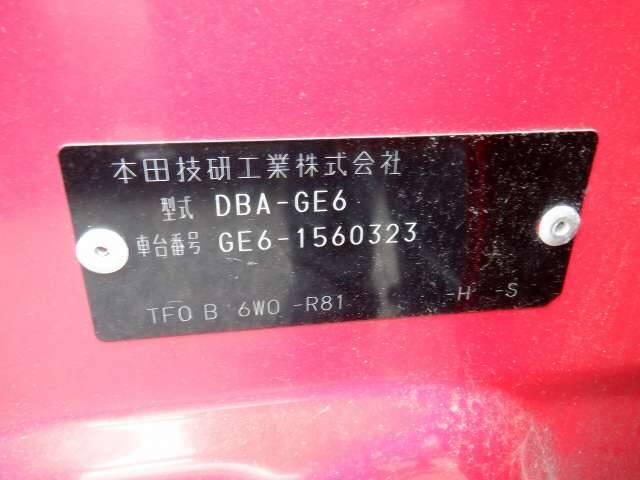 本田技研工業株式会社
型式 DBA-GE6
車台番号 GE6-1560323
TF0 B 6W0 -R81 -H -S